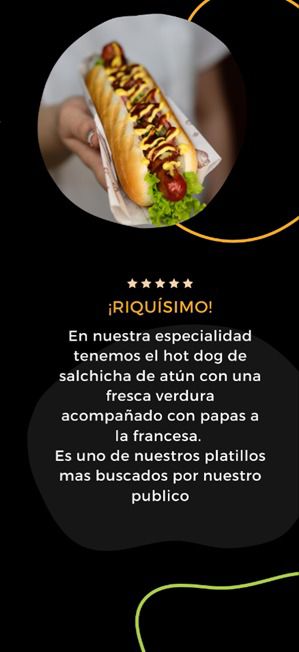 ¡RIQUÍSIMO!
En nuestra especialidad
tenemos el hot dog de
salchicha de atún con una
fresca verdura
acompañado con papas a
la francesa.
Es uno de nuestros platillos
mas buscados por nuestro
publico